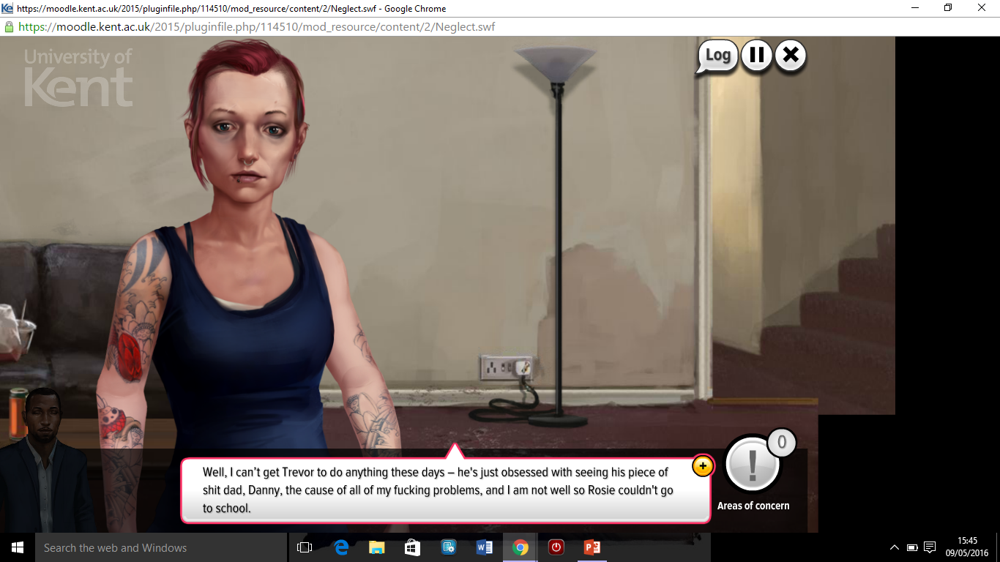 https://moodle.kent.ac.uk/2015/pluginfile.php/114510/mod_resource/content/2/Neglect.swf - Google Chrome
https://moodle.kent.ac.uk/2015/pluginfile.php/114510/mod_resource/content/2/Neglect.swf
University of
Kent
Log
0
Well, I can't get Trevor to do anything these days – he's just obsessed with seeing his piece of
shit dad, Danny, the cause of all of my fucking problems, and I am not well so Rosie couldn't go
to school.
Areas of concern
Search the web and Windows
15:45
09/05/2016